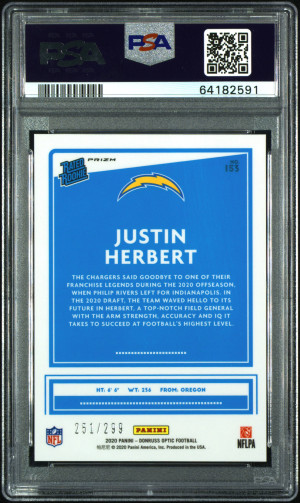 PSA
PSA
64182591
RATED ROOKIE
PRIZM
NO. 153
JUSTIN
HERBERT
THE CHARGERS SAID GOODBYE TO ONE OF THEIR
FRANCHISE LEGENDS DURING THE 2020 OFFSEASON,
WHEN PHILIP RIVERS LEFT FOR INDIANAPOLIS. IN
THE 2020 DRAFT, THE TEAM WAVED HELLO TO ITS
FUTURE IN HERBERT. A TOP-NOTCH FIELD GENERAL
WITH THE ARM STRENGTH, ACCURACY AND IQ IT
TAKES TO SUCCEED AT FOOTBALL'S HIGHEST LEVEL.
HT: 6' 6" WT: 236 FROM: OREGON
251/299
PANINI
NFL
NFLPA
2020 PANINI - DONRUSS OPTIC FOOTBALL
© 2020 Panini America, Inc. Produced in the USA.